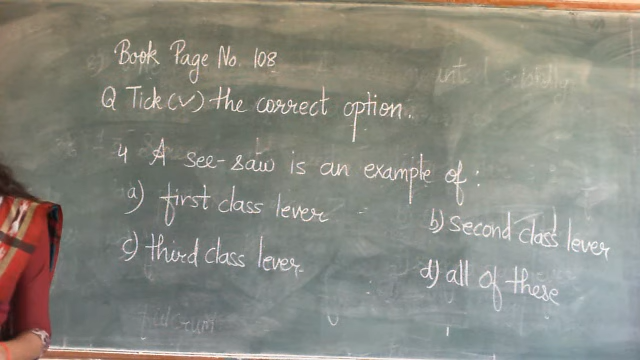 Book Page No. 108
Q Tick (✓) the correct option.
4 A see-saw is an example of :
a) first class lever
b) second class lever
c) third class lever
d) all of these
fulcrum